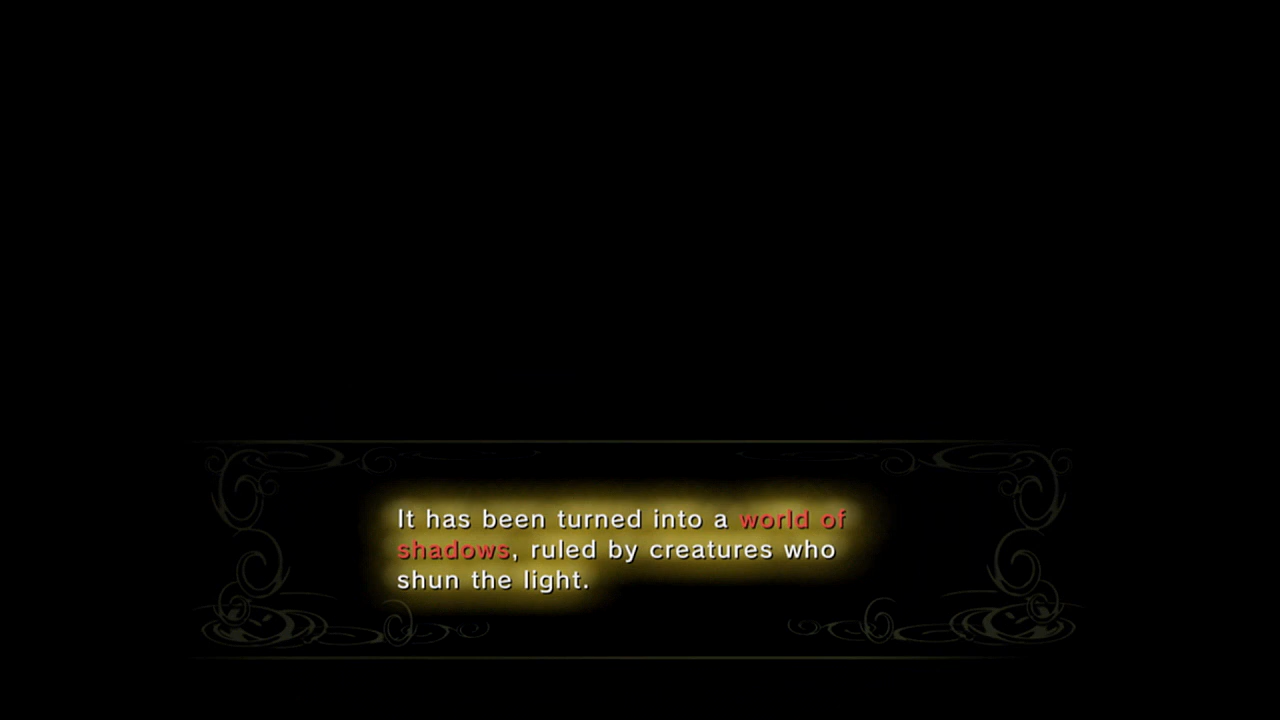 It has been turned into a world of
shadows, ruled by creatures who
shun the light.